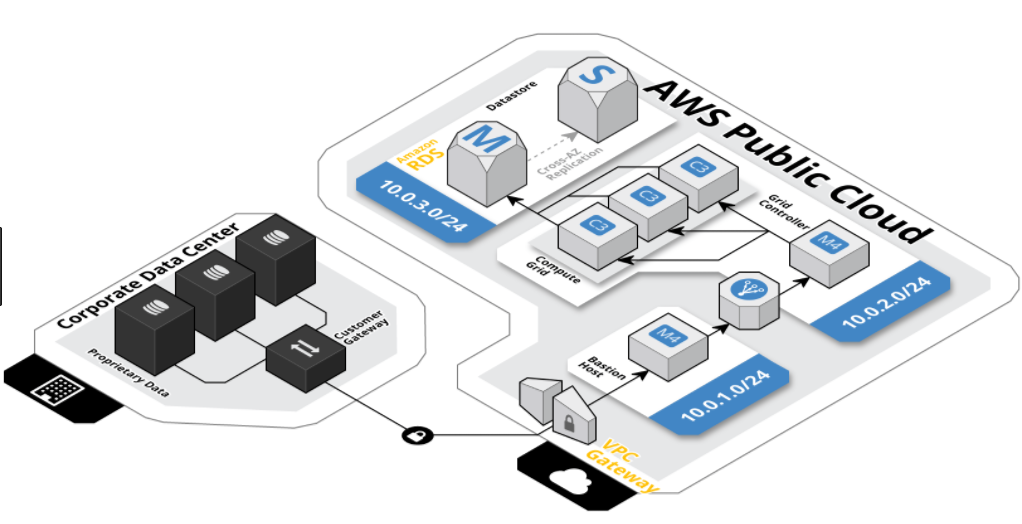 AWS Public Cloud
Datastore
S
M
Amazon
RDS
Cross-AZ
Replication
10.0.3.0/24
C3
C3
C3
Compute
Grid
Grid
Controller
M4
10.0.2.0/24
M4
Bastion
Host
10.0.1.0/24
VPC
Gateway
Corporate Data Center
Customer
Gateway
Proprietary Data